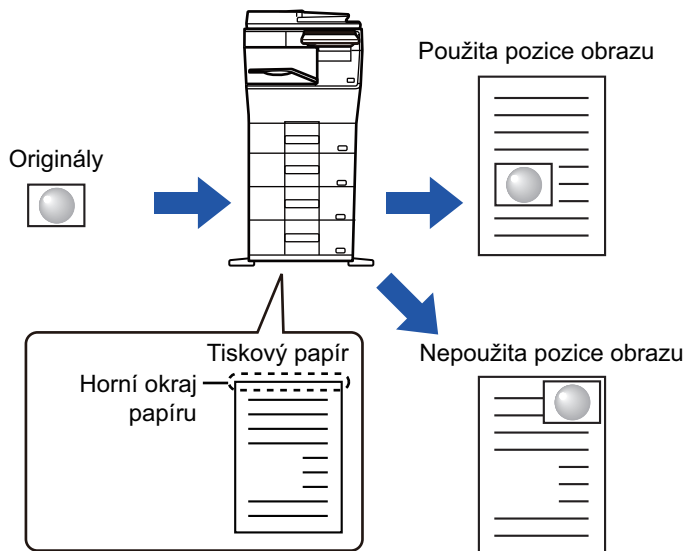 Použita pozice obrazu
Originály
Tiskový papír
Horní okraj
papíru
Nepoužita pozice obrazu